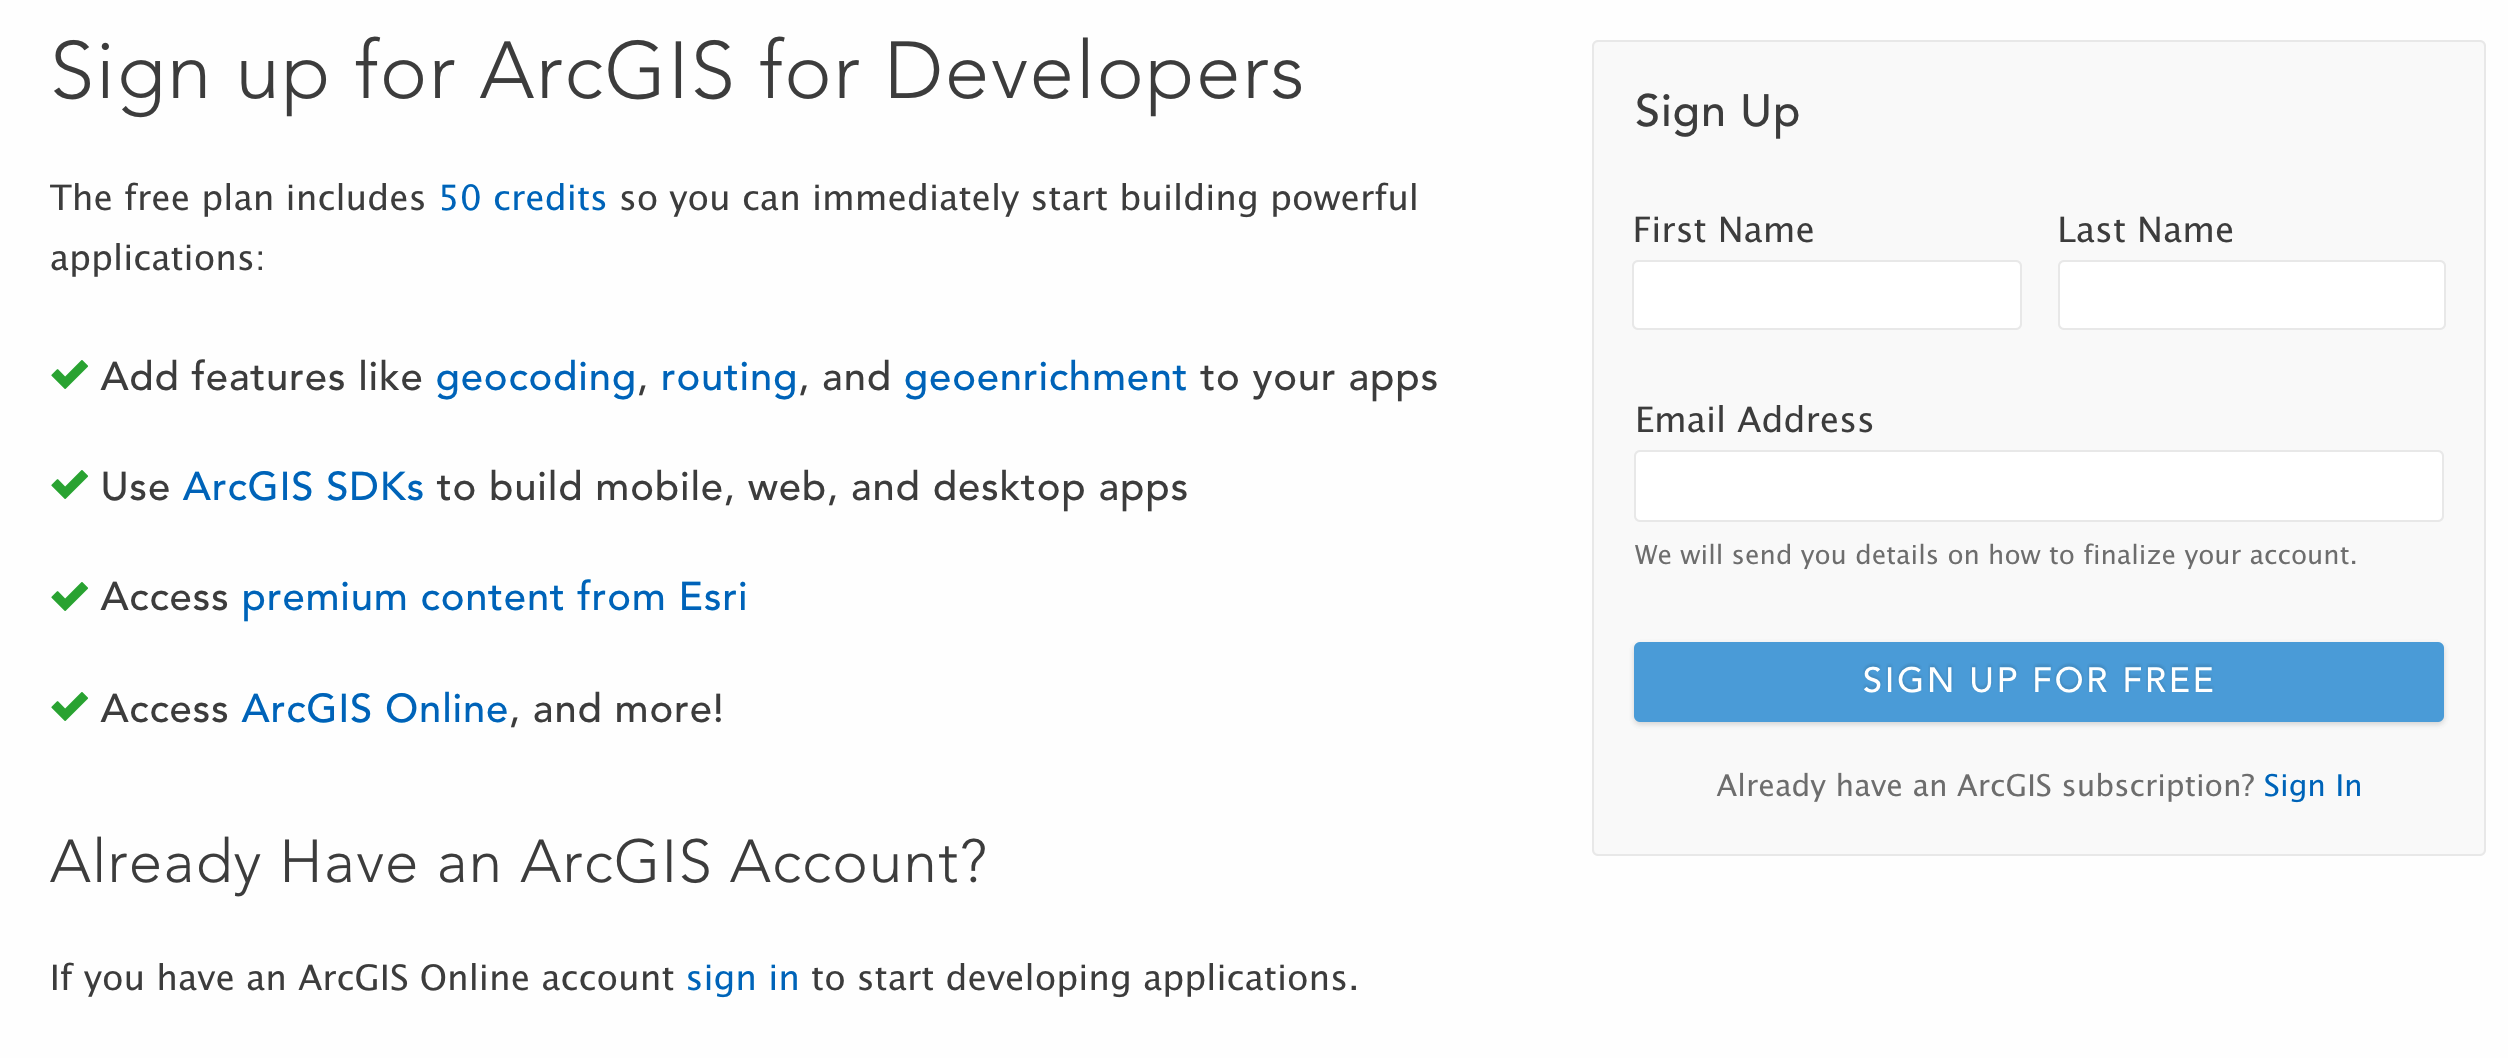 Sign up for ArcGIS for Developers
The free plan includes 50 credits so you can immediately start building powerful
applications:
Add features like geocoding, routing, and geoenrichment to your apps
Use ArcGIS SDKs to build mobile, web, and desktop apps
Access premium content from Esri
Access ArcGIS Online, and more!
Already Have an ArcGIS Account?
If you have an ArcGIS Online account sign in to start developing applications.
Sign Up
First Name
Last Name
Email Address
We will send you details on how to finalize your account.
SIGN UP FOR FREE
Already have an ArcGIS subscription? Sign In